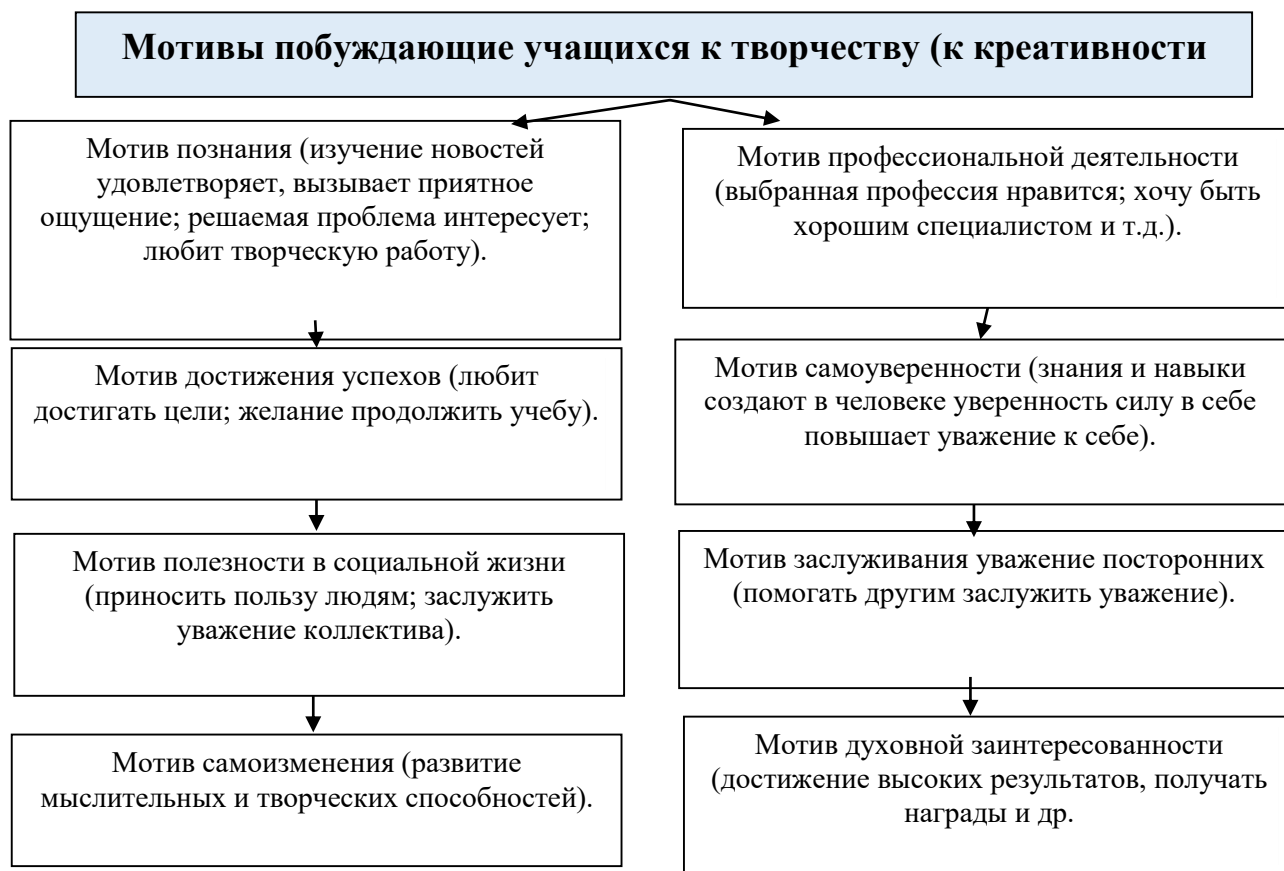 Мотивы побуждающие учащихся к творчеству (к креативности
Мотив познания (изучение новостей
удовлетворяет, вызывает приятное
ощущение; решаемая проблема интересует;
любит творческую работу).
Мотив достижения успехов (любит
достигать цели; желание продолжить учебу).
Мотив полезности в социальной жизни
(приносить пользу людям; заслужить
уважение коллектива).
Мотив самоизменения (развитие
мыслительных и творческих способностей).
Мотив профессиональной деятельности
(выбранная профессия нравится; хочу быть
хорошим специалистом и т.д.).
Мотив самоуверенности (знания и навыки
создают в человеке уверенность силу в себе
повышает уважение к себе).
Мотив заслуживания уважение посторонних
(помогать другим заслужить уважение).
Мотив духовной заинтересованности
(достижение высоких результатов, получать
награды и др.